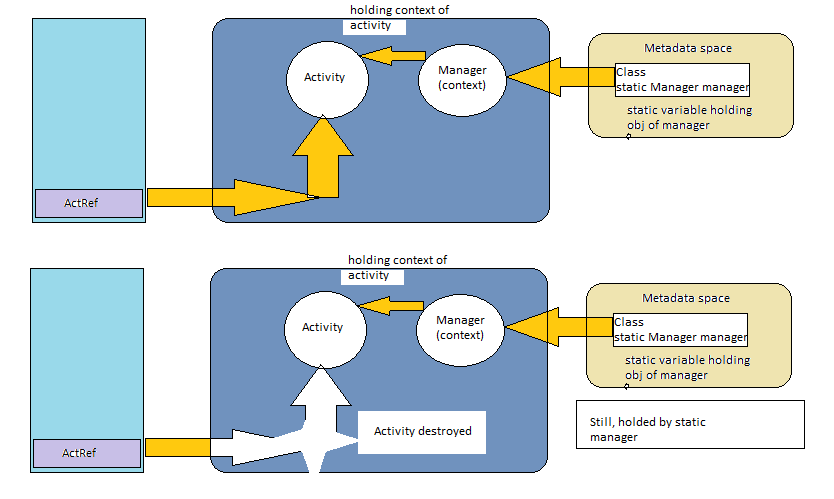 holding context of
activity
Metadata space
Activity
Manager
(context)
Class
static Manager manager
static variable holding
obj of manager
ActRef
holding context of
activity
Metadata space
Activity
Manager
(context)
Class
static Manager manager
static variable holding
obj of manager
Activity destroyed
Still, holded by static
manager
ActRef